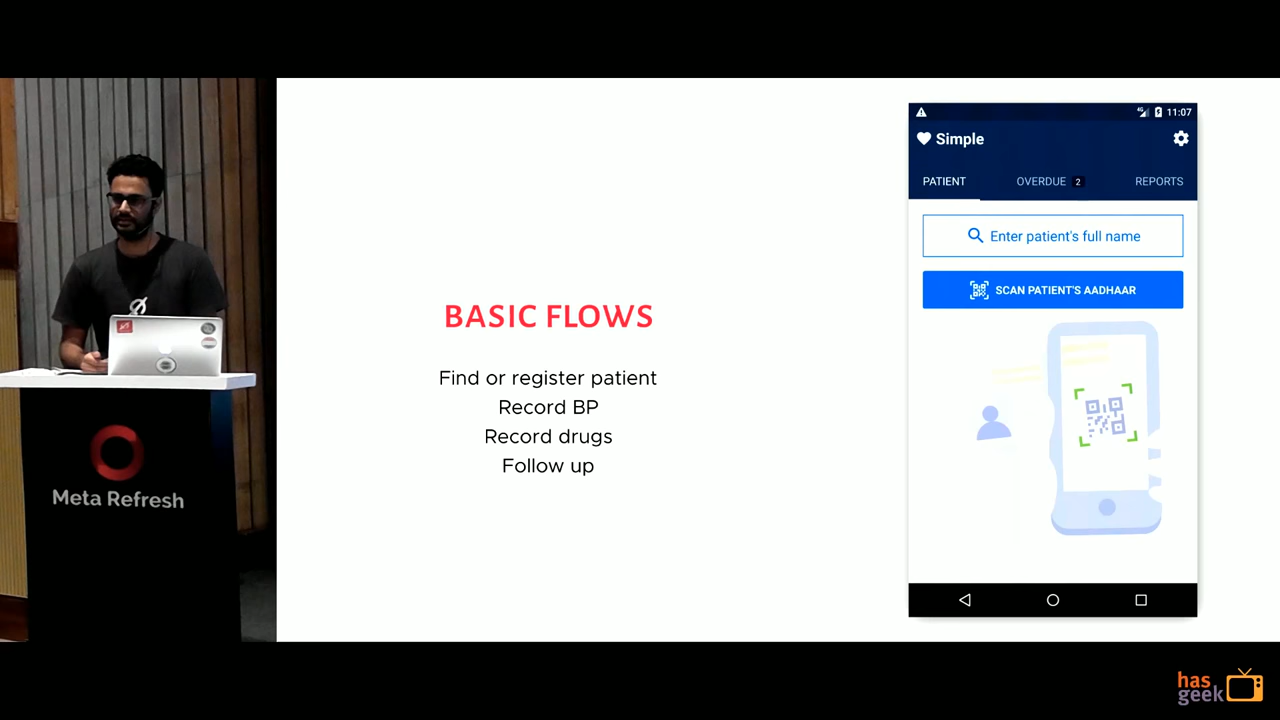 BASIC FLOWS
Find or register patient
Record BP
Record drugs
Follow up
4G 11:07
Simple
PATIENT OVERDUE 2 REPORTS
Enter patient's full name
SCAN PATIENT'S AADHAAR
Meta Refresh
has
geek